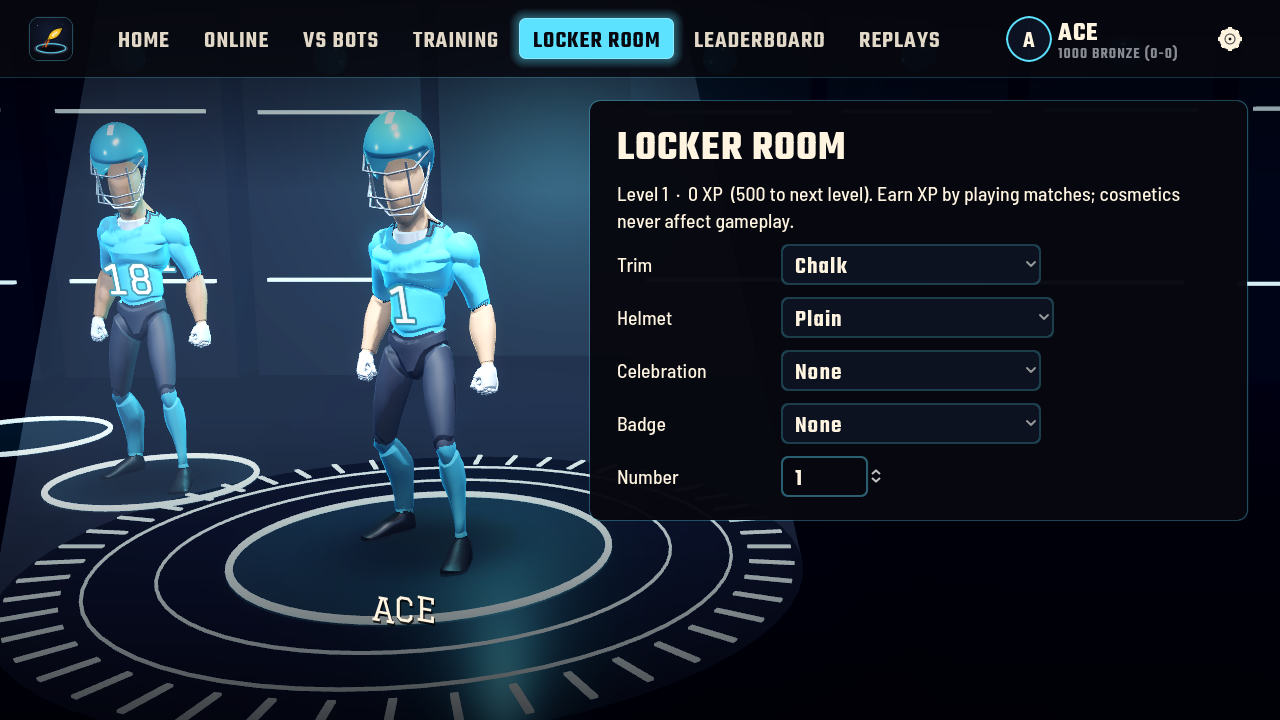 HOME ONLINE VS BOTS TRAINING LOCKER ROOM LEADERBOARD REPLAYS A ACE
1000 BRONZE (0-0)
LOCKER ROOM
Level 1 · 0 XP (500 to next level). Earn XP by playing matches; cosmetics
never affect gameplay.
Trim Chalk
Helmet Plain
Celebration None
Badge None
Number 1
18
1
ACE